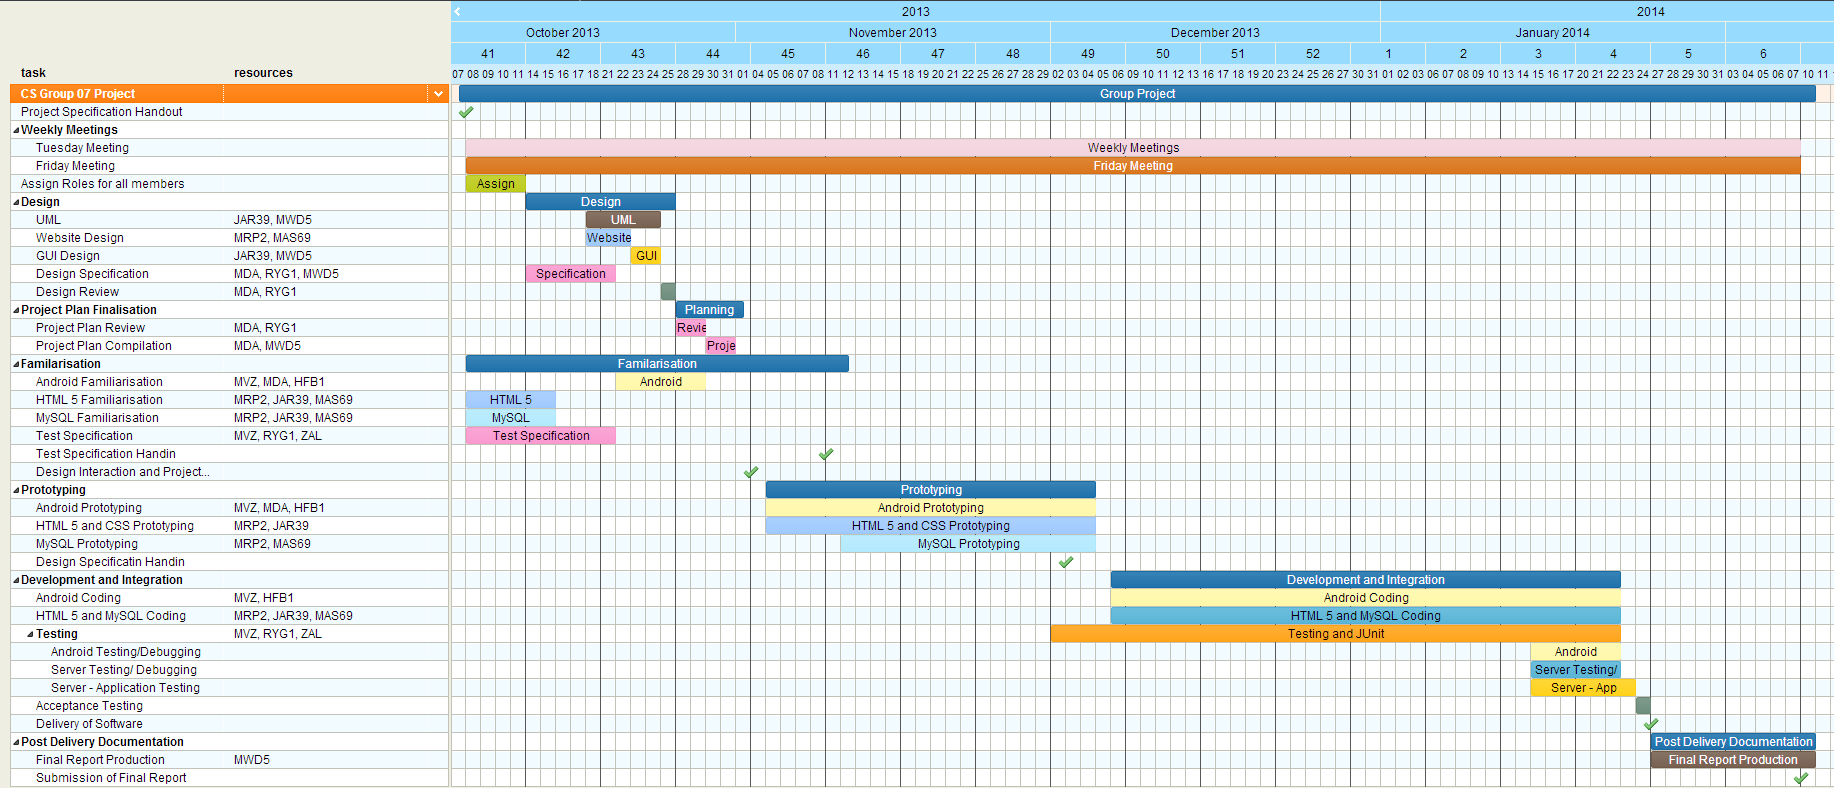 2013 2014
October 2013 November 2013 December 2013 January 2014
41 42 43 44 45 46 47 48 49 50 51 52 1 2 3 4 5 6
task resources 07 08 09 10 11 14 15 16 17 18 21 22 23 24 25 28 29 30 31 01 04 05 06 07 08 11 12 13 14 15 18 19 20 21 22 25 26 27 28 29 02 03 04 05 06 09 10 11 12 13 16 17 18 19 20 23 24 25 26 27 30 31 01 02 03 06 07 08 09 10 13 14 15 16 17 20 21 22 23 24 27 28 29 30 31 03 04 05 06 07 10 11
CS Group 07 Project Group Project
Project Specification Handout
Weekly Meetings
Tuesday Meeting Weekly Meetings
Friday Meeting Friday Meeting
Assign Roles for all members Assign
Design Design
UML JAR39, MWD5 UML
Website Design MRP2, MAS69 Website
GUI Design JAR39, MWD5 GUI
Design Specification MDA, RYG1, MWD5 Specification
Design Review MDA, RYG1
Project Plan Finalisation Planning
Project Plan Review MDA, RYG1 Revie
Project Plan Compilation MDA, MWD5 Proje
Familarisation Familarisation
Android Familiarisation MVZ, MDA, HFB1 Android
HTML 5 Familiarisation MRP2, JAR39, MAS69 HTML 5
MySQL Familiarisation MRP2, JAR39, MAS69 MySQL
Test Specification MVZ, RYG1, ZAL Test Specification
Test Specification Handin
Design Interaction and Project...
Prototyping Prototyping
Android Prototyping MVZ, MDA, HFB1 Android Prototyping
HTML 5 and CSS Prototyping MRP2, JAR39 HTML 5 and CSS Prototyping
MySQL Prototyping MRP2, MAS69 MySQL Prototyping
Design Specificatin Handin
Development and Integration Development and Integration
Android Coding MVZ, HFB1 Android Coding
HTML 5 and MySQL Coding MRP2, JAR39, MAS69 HTML 5 and MySQL Coding
Testing MVZ, RYG1, ZAL Testing and JUnit
Android Testing/Debugging Android
Server Testing/ Debugging Server Testing/
Server - Application Testing Server - App
Acceptance Testing
Delivery of Software
Post Delivery Documentation Post Delivery Documentation
Final Report Production MWD5 Final Report Production
Submission of Final Report